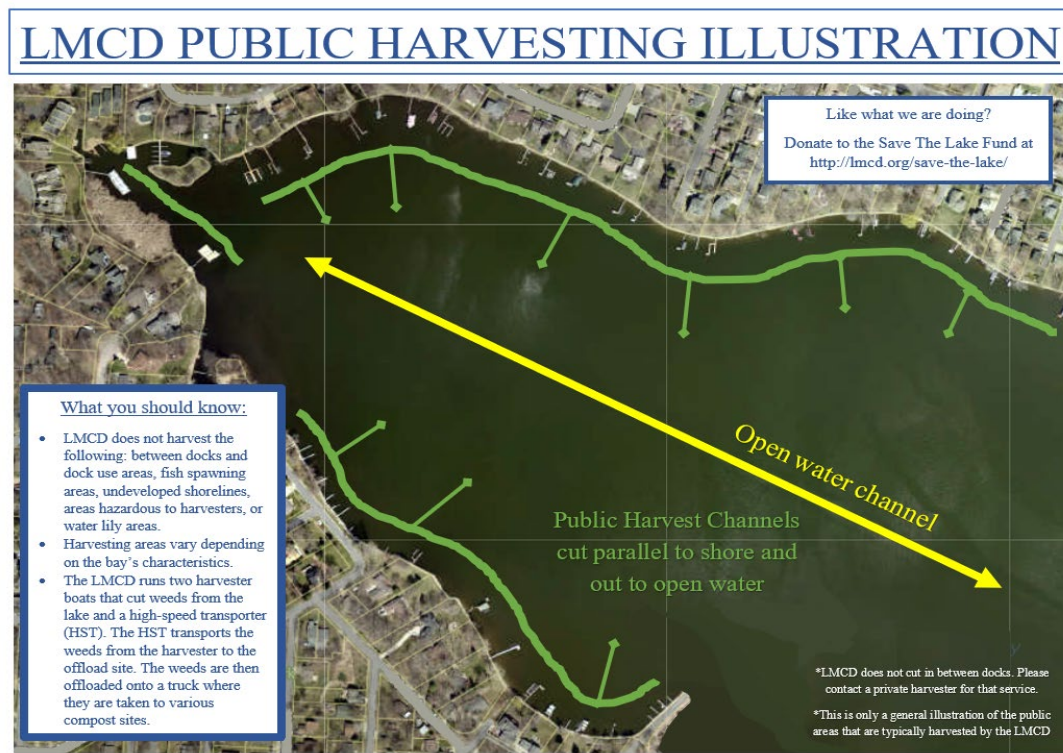 LMCD PUBLIC HARVESTING ILLUSTRATION
Like what we are doing?
Donate to the Save The Lake Fund at
http://lmcd.org/save-the-lake/
Open water channel
Public Harvest Channels
cut parallel to shore and
out to open water
What you should know:
• LMCD does not harvest the
following: between docks and
dock use areas, fish spawning
areas, undeveloped shorelines,
areas hazardous to harvesters, or
water lily areas.
• Harvesting areas vary depending
on the bay's characteristics.
• The LMCD runs two harvester
boats that cut weeds from the
lake and a high-speed transporter
(HST). The HST transports the
weeds from the harvester to the
offload site. The weeds are then
offloaded onto a truck where
they are taken to various
compost sites.
y
*LMCD does not cut in between docks. Please
contact a private harvester for that service.
*This is only a general illustration of the public
areas that are typically harvested by the LMCD